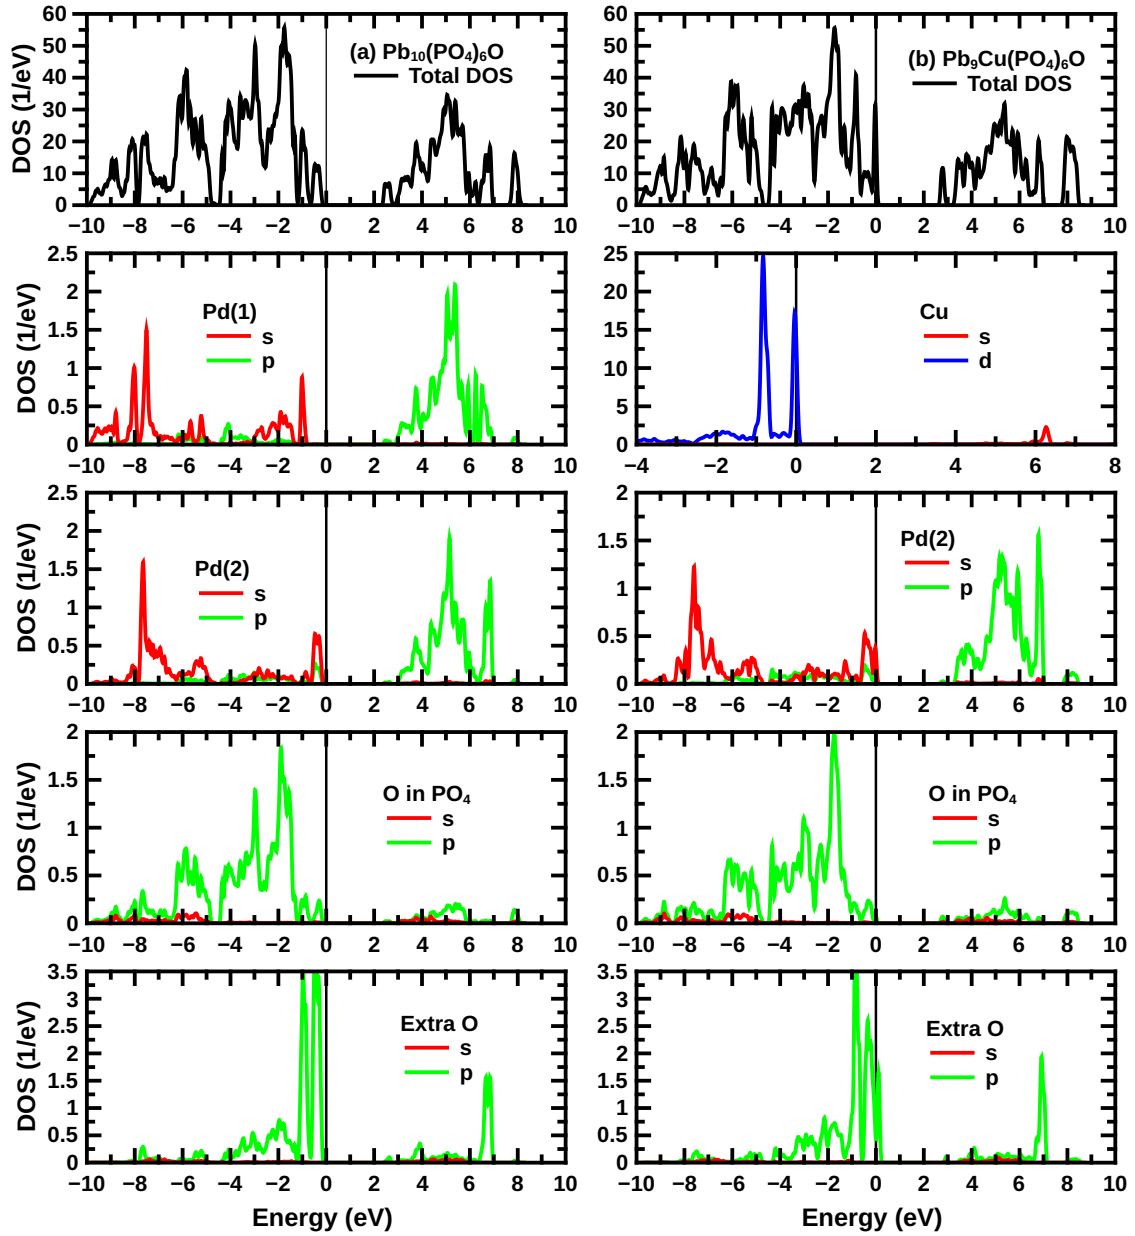 (a) Pb₁₀(PO₄)₆O
Total DOS
DOS (1/eV)
60
50
40
30
20
10
0
−10 −8 −6 −4 −2 0 2 4 6 8 10
(b) Pb₉Cu(PO₄)₆O
Total DOS
60
50
40
30
20
10
0
−10 −8 −6 −4 −2 0 2 4 6 8 10
Pd(1)
s
p
DOS (1/eV)
2.5
2
1.5
1
0.5
0
−10 −8 −6 −4 −2 0 2 4 6 8 10
Cu
s
d
25
20
15
10
5
0
−4 −2 0 2 4 6 8
Pd(2)
s
p
DOS (1/eV)
2.5
2
1.5
1
0.5
0
−10 −8 −6 −4 −2 0 2 4 6 8 10
Pd(2)
s
p
2
1.5
1
0.5
0
−10 −8 −6 −4 −2 0 2 4 6 8 10
O in PO₄
s
p
DOS (1/eV)
2
1.5
1
0.5
0
−10 −8 −6 −4 −2 0 2 4 6 8 10
O in PO₄
s
p
2
1.5
1
0.5
0
−10 −8 −6 −4 −2 0 2 4 6 8 10
Extra O
s
p
DOS (1/eV)
3.5
3
2.5
2
1.5
1
0.5
0
−10 −8 −6 −4 −2 0 2 4 6 8 10
Energy (eV)
Extra O
s
p
3.5
3
2.5
2
1.5
1
0.5
0
−10 −8 −6 −4 −2 0 2 4 6 8 10
Energy (eV)